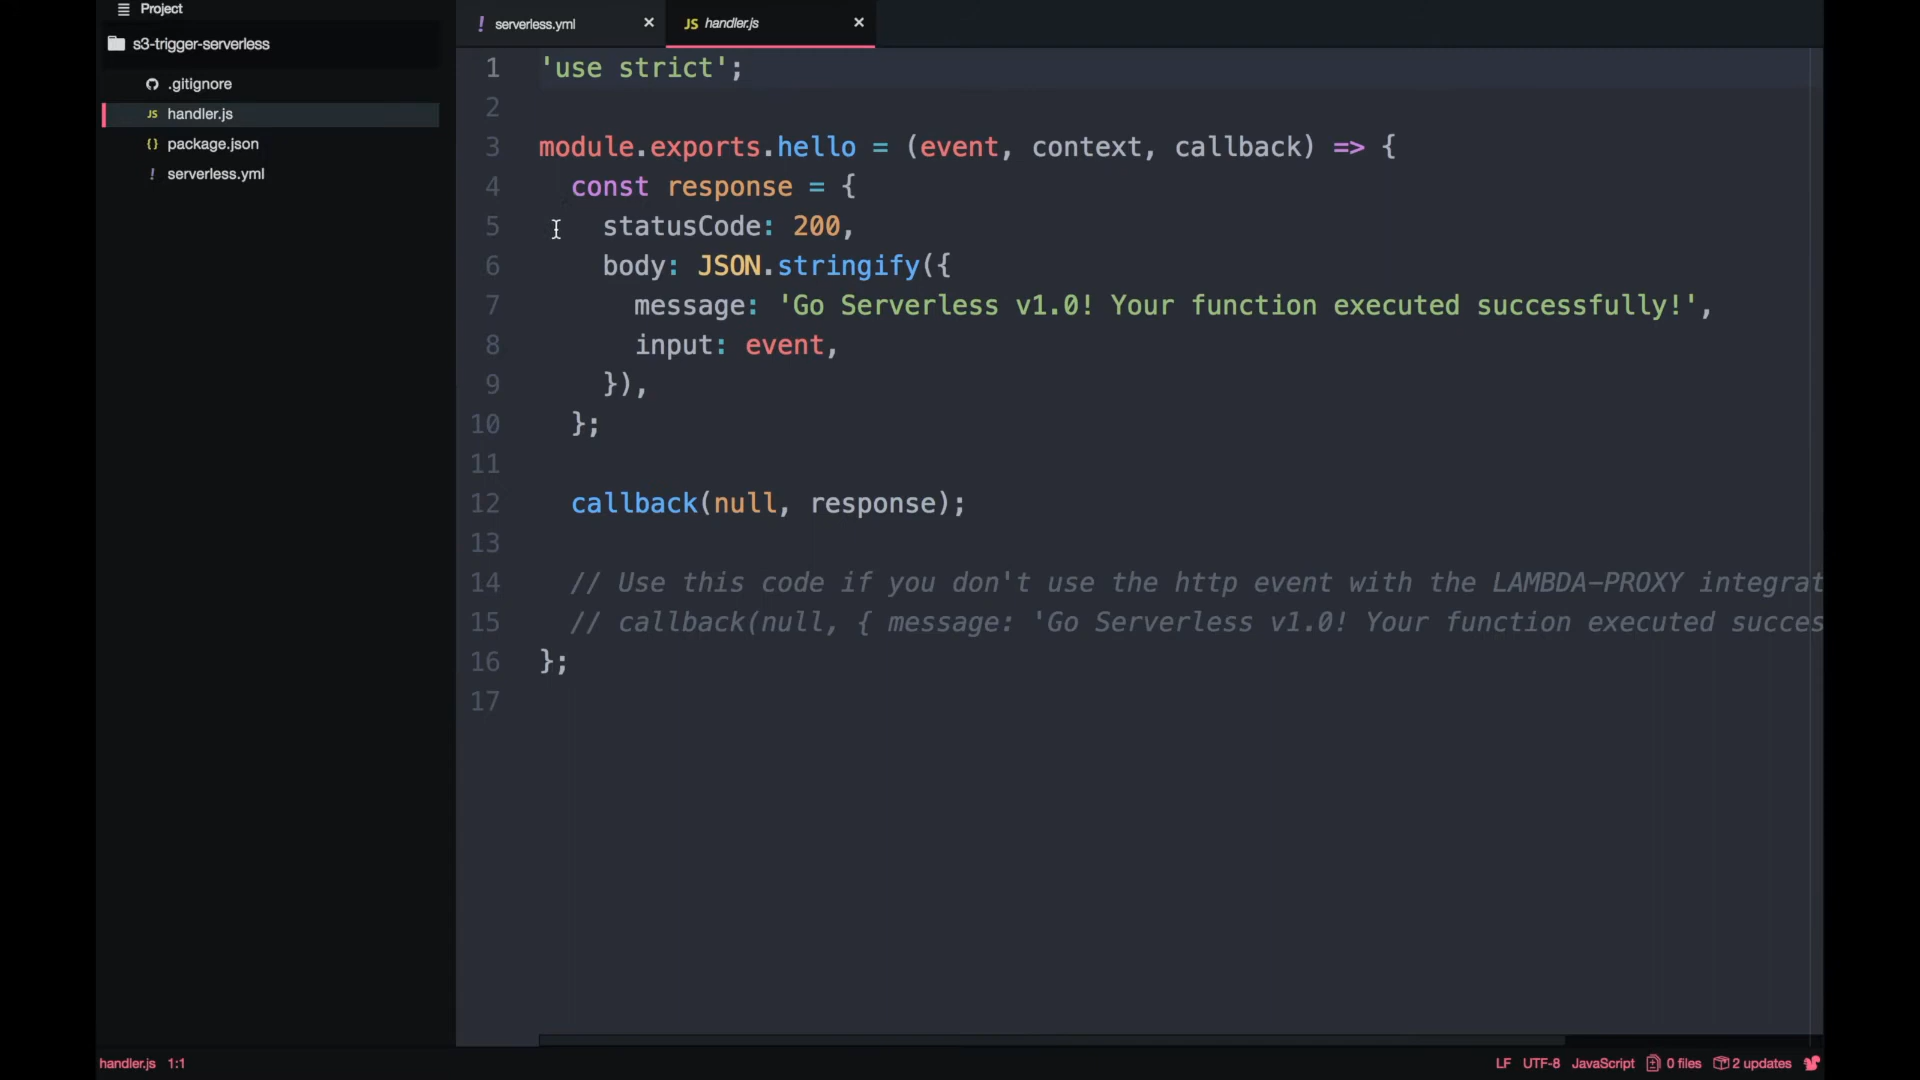 Project
s3-trigger-serverless
.gitignore
JS handler.js
{} package.json
! serverless.yml
! serverless.yml ×
JS handler.js ×
1 'use strict';
2
3 module.exports.hello = (event, context, callback) => {
4 const response = {
5 statusCode: 200,
6 body: JSON.stringify({
7 message: 'Go Serverless v1.0! Your function executed successfully!',
8 input: event,
9 }),
10 };
11
12 callback(null, response);
13
14 // Use this code if you don't use the http event with the LAMBDA-PROXY integrat
15 // callback(null, { message: 'Go Serverless v1.0! Your function executed succes
16 };
17
handler.js 1:1
LF UTF-8 JavaScript 0 files 2 updates